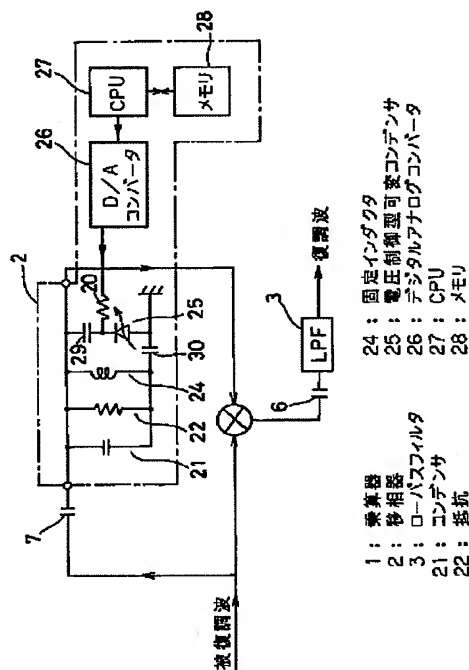 2
26
27
28
D/A
コンバータ
CPU
メモリ
20
29
25
30
24
22
21
7
3
LPF
復調波
6
被復調波
1 : 乗算器
2 : 移相器
3 : ローパスフィルタ
21 : コンデンサ
22 : 抵抗
24 : 固定インダクタ
25 : 電圧制御型可変コンデンサ
26 : デジタルアナログコンバータ
27 : CPU
28 : メモリ